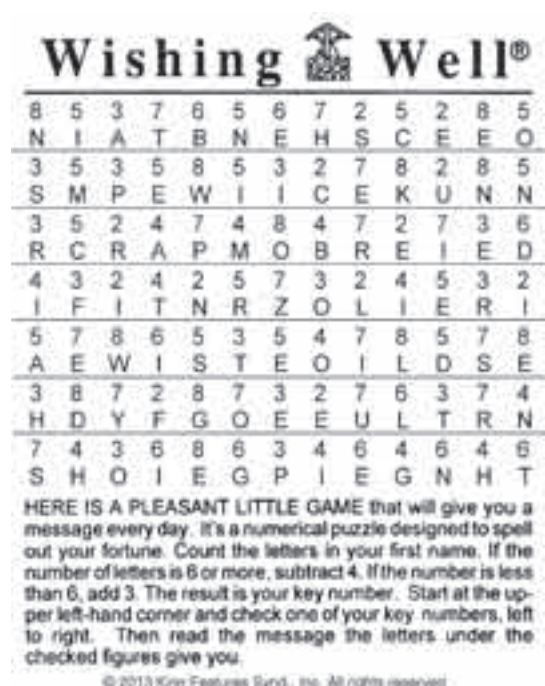 Wishing Well®
8 5 3 7 6 5 6 7 2 5 2 8 5
N I A T B N E H S C E E O
3 5 3 5 8 5 3 2 7 8 2 8 5
S M P E W I I C E K U N N
3 5 2 4 7 4 8 4 7 2 7 3 6
R C R A P M O B R E I E D
4 3 2 4 2 5 7 3 2 4 5 3 2
I F I T N R Z O L I E R I
5 7 8 6 5 3 5 4 7 8 5 7 8
A E W I S T E O I L D S E
3 8 7 2 8 7 3 2 7 6 3 7 4
H D Y F G O E E U L T R N
7 4 3 6 8 6 3 4 6 4 6 4 6
S H O I E G P I E G N H T
HERE IS A PLEASANT LITTLE GAME that will give you a
message every day. It's a numerical puzzle designed to spell
out your fortune. Count the letters in your first name. If the
number of letters is 6 or more, subtract 4. If the number is less
than 6, add 3. The result is your key number. Start at the up-
per left-hand corner and check one of your key numbers, left
to right. Then read the message the letters under the
checked figures give you.
© 2013 King Features Synd., Inc. All rights reserved.